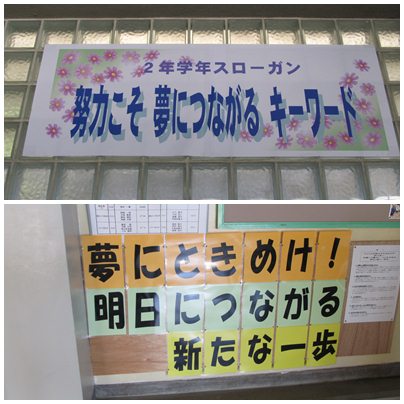 2年学年スローガン
努力こそ 夢につながる キーワード
夢にときめけ!
明日につながる
新たな一歩